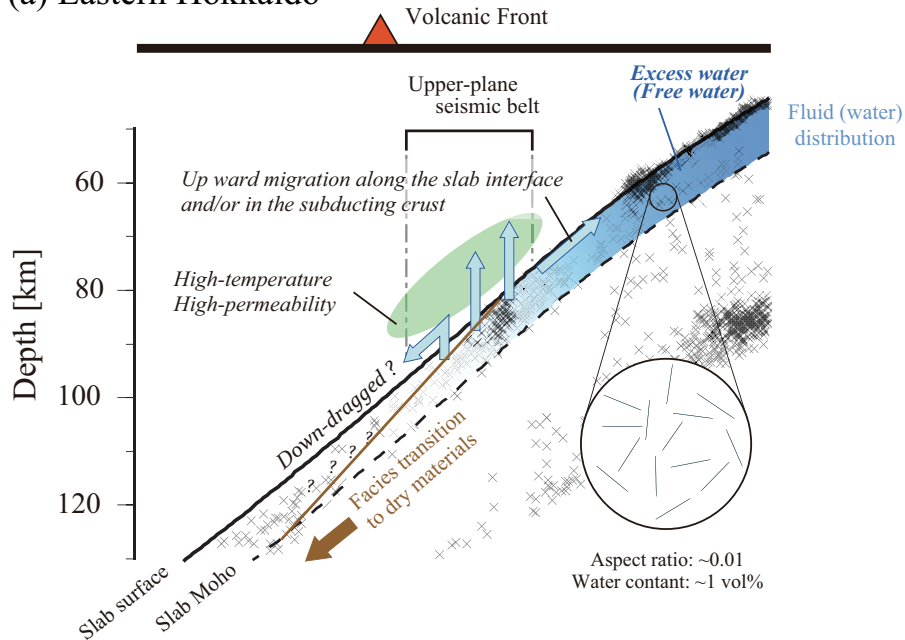 (a) Eastern Hokkaido
Volcanic Front
Upper-plane
seismic belt
Excess water
(Free water)
Fluid (water)
distribution
Up ward migration along the slab interface
and/or in the subducting crust
High-temperature
High-permeability
Depth [km]
60
80
100
120
Down-dragged ?
? ? ? ?
Facies transition
to dry materials
Slab surface
Slab Moho
Aspect ratio: ~0.01
Water contant: ~1 vol%